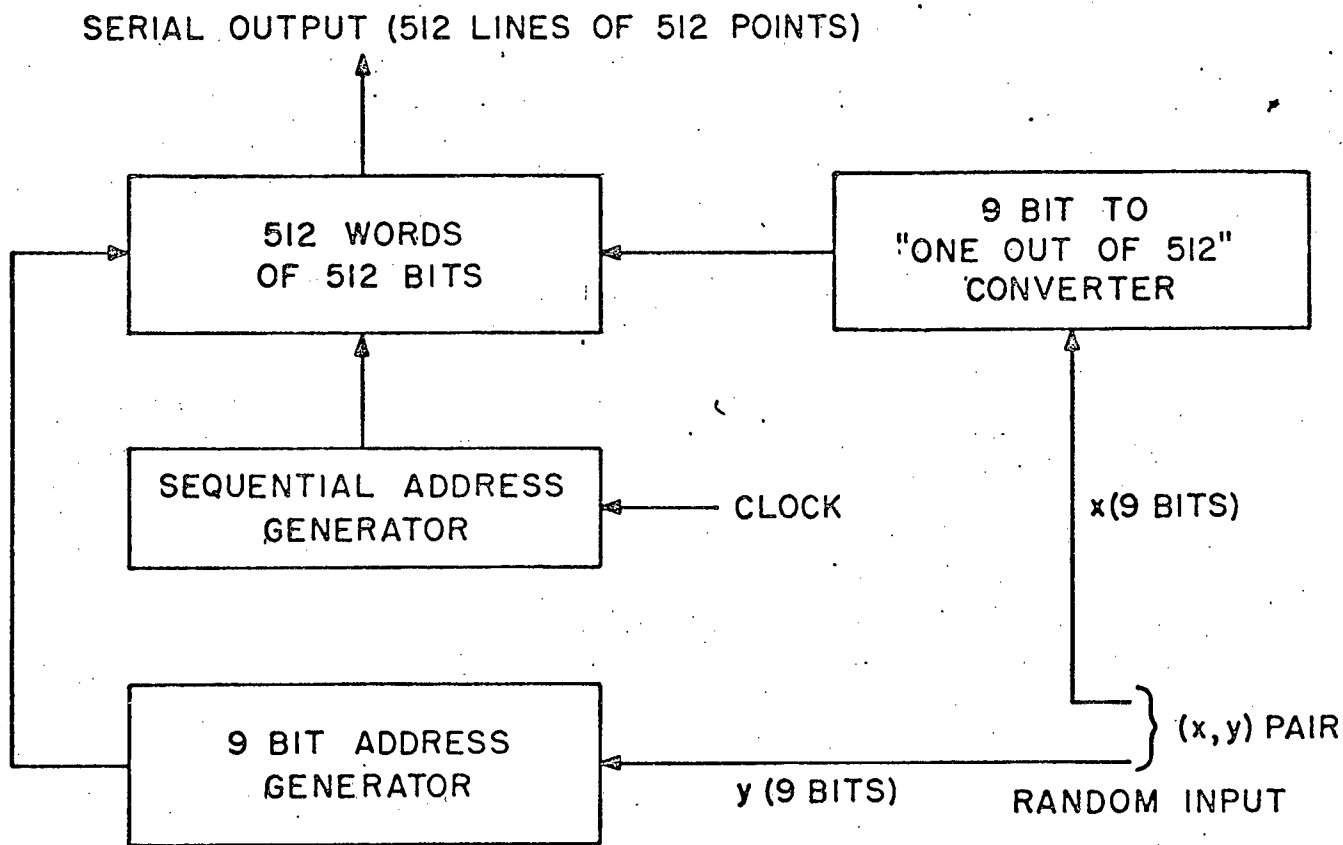 SERIAL OUTPUT (512 LINES OF 512 POINTS)
512 WORDS
OF 512 BITS
9 BIT TO
"ONE OUT OF 512"
CONVERTER
SEQUENTIAL ADDRESS
GENERATOR
CLOCK
x (9 BITS)
9 BIT ADDRESS
GENERATOR
y (9 BITS)
(x, y) PAIR
RANDOM INPUT